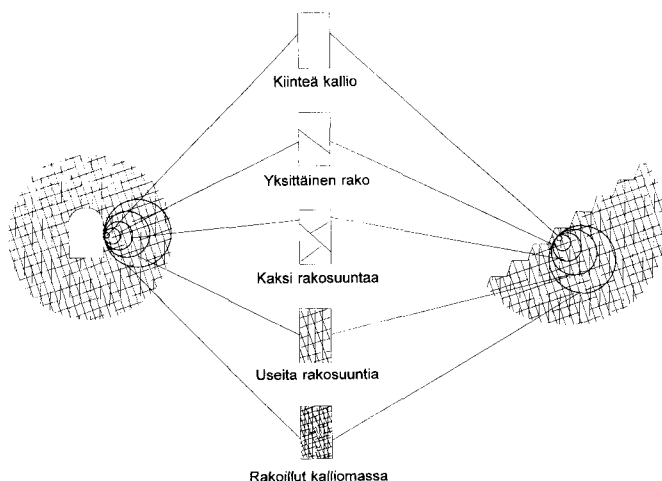 Kiinteä kallio
Yksittäinen rako
Kaksi rakosuuntaa
Useita rakosuuntia
Rakoillut kalliomassa